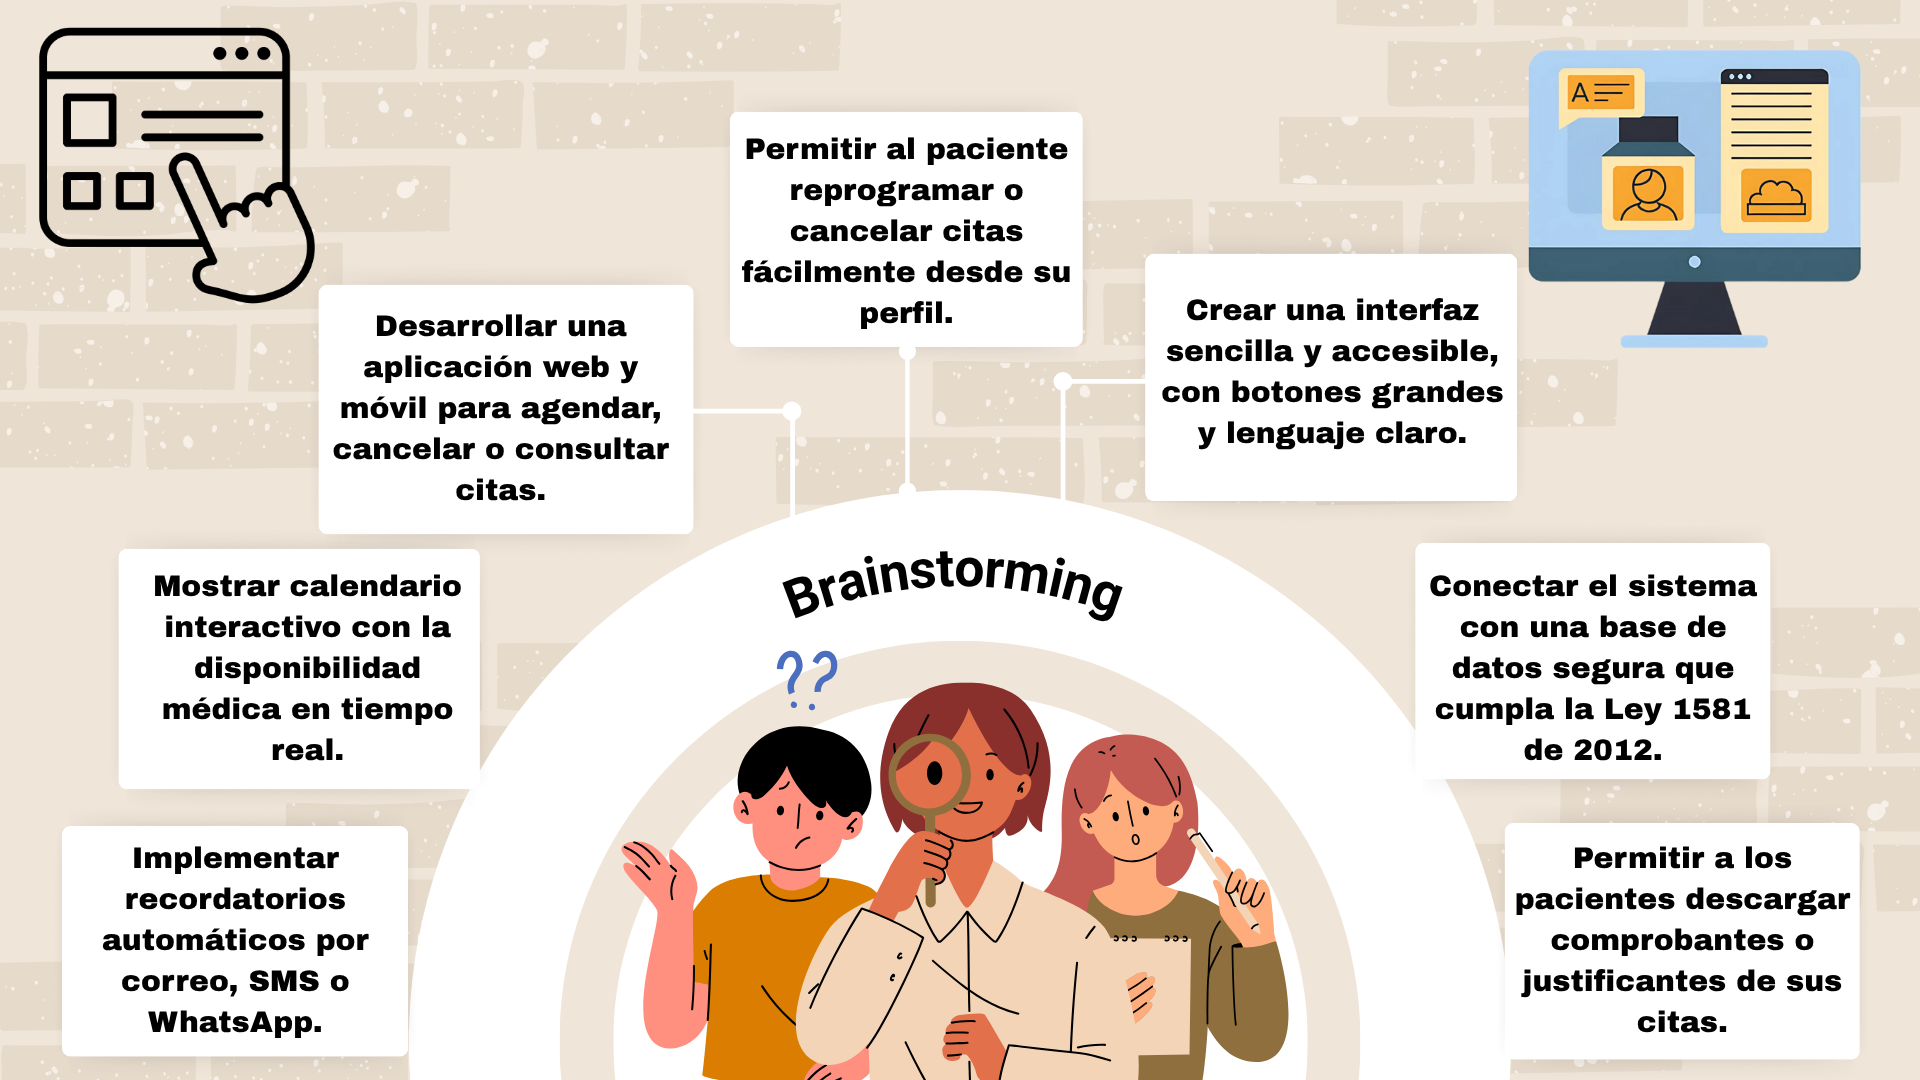 A
Permitir al paciente
reprogramar o
cancelar citas
fácilmente desde su
perfil.
Desarrollar una
aplicación web y
móvil para agendar,
cancelar o consultar
citas.
Crear una interfaz
sencilla y accesible,
con botones grandes
y lenguaje claro.
Brainstorming
??
Mostrar calendario
interactivo con la
disponibilidad
médica en tiempo
real.
Conectar el sistema
con una base de
datos segura que
cumpla la Ley 1581
de 2012.
Implementar
recordatorios
automáticos por
correo, SMS o
WhatsApp.
Permitir a los
pacientes descargar
comprobantes o
justificantes de sus
citas.